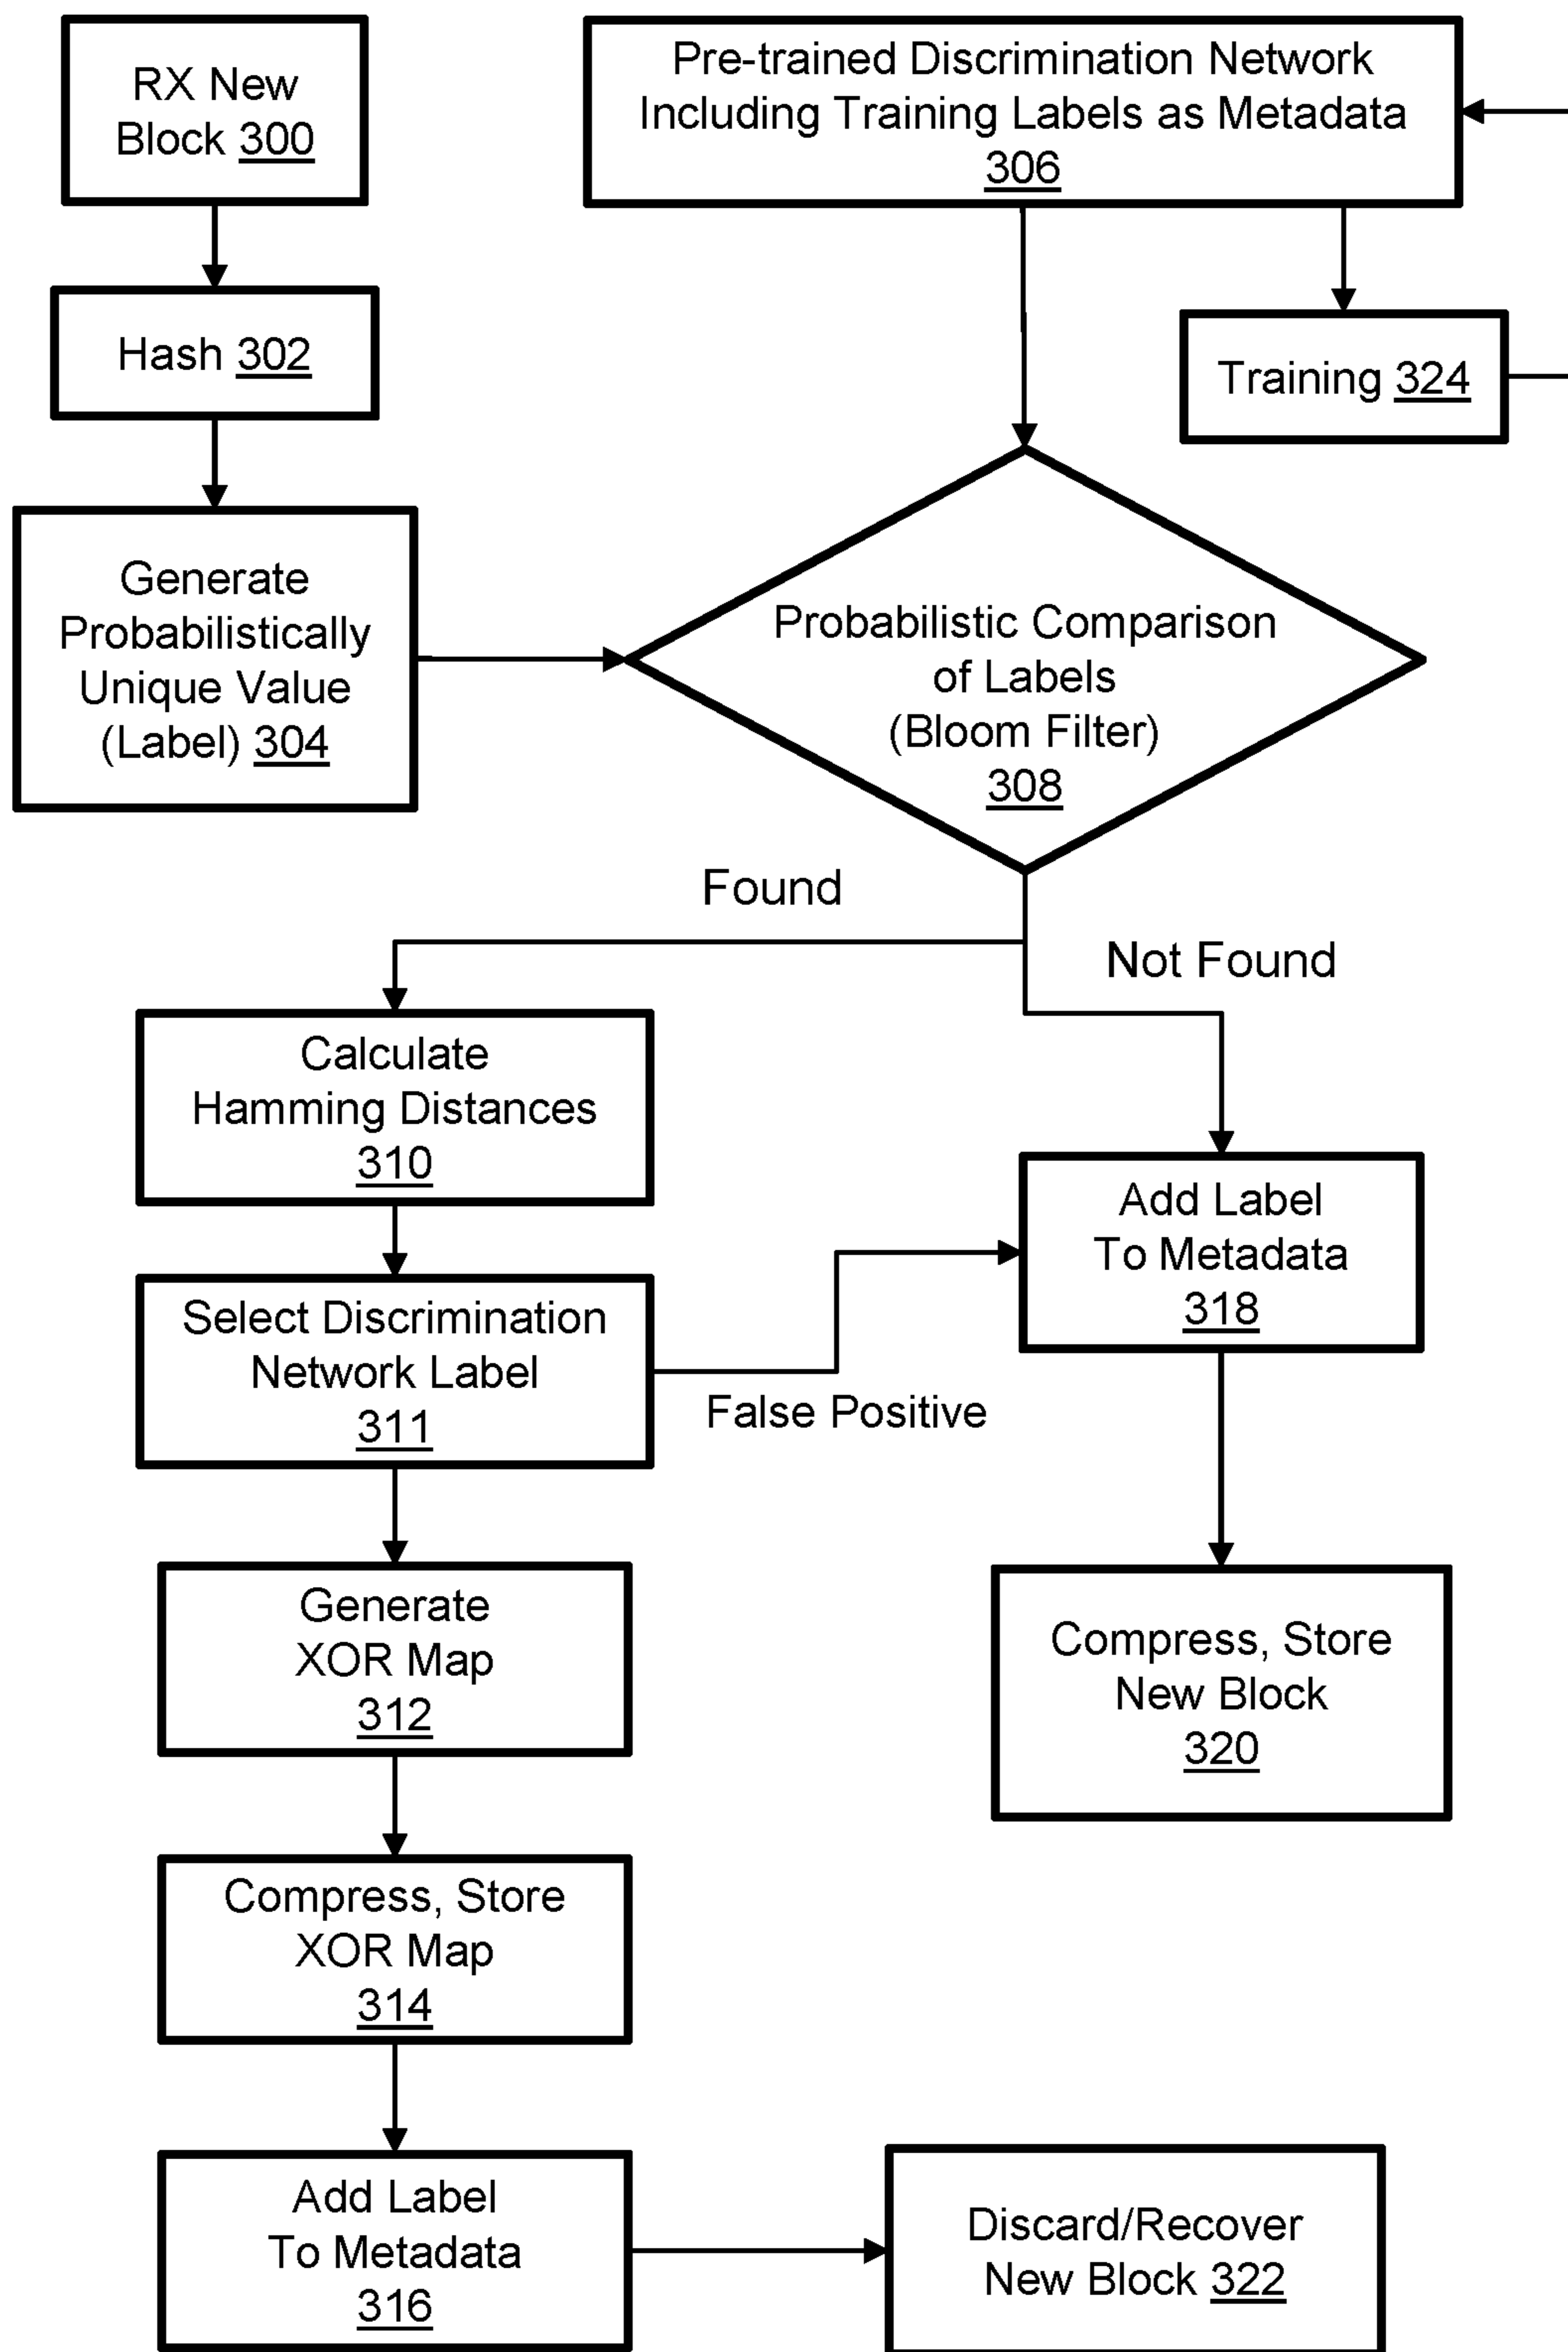 RX New
Block 300
Pre-trained Discrimination Network
Including Training Labels as Metadata
306
Hash 302
Training 324
Generate
Probabilistically
Unique Value
(Label) 304
Probabilistic Comparison
of Labels
(Bloom Filter)
308
Found
Not Found
Calculate
Hamming Distances
310
Add Label
To Metadata
318
Select Discrimination
Network Label
311
False Positive
Generate
XOR Map
312
Compress, Store
New Block
320
Compress, Store
XOR Map
314
Add Label
To Metadata
316
Discard/Recover
New Block 322